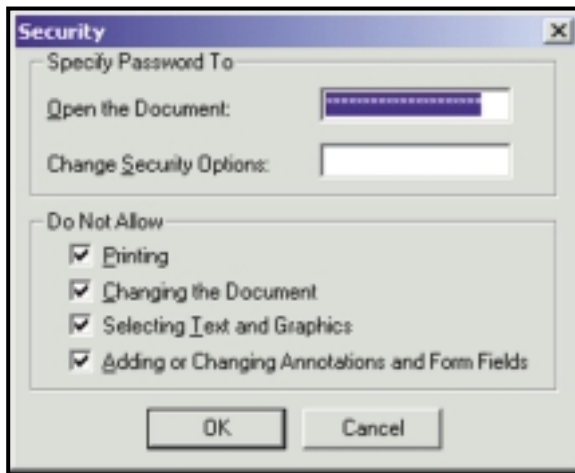 Security
Specify Password To
Open the Document:
Change Security Options:
Do Not Allow
Printing
Changing the Document
Selecting Text and Graphics
Adding or Changing Annotations and Form Fields
OK Cancel